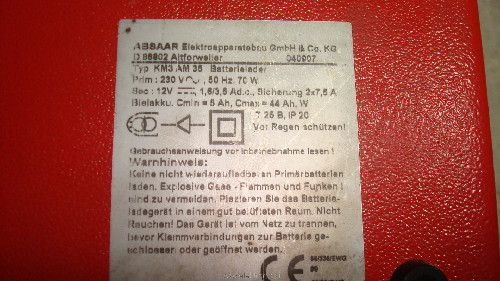 ABSAAR Elektroapparatebau GmbH & Co. KG
D 66802 Altforweiler 040907
Typ KM3 AM 35 Batterielader
Prim : 230 V , 50 Hz, 70 W
Sec : 12V , 1,6/3,5 Ad.c., Sicherung 2x7,5 A
Bleiakku. Cmin = 5 Ah, Cmax = 44 Ah, W
T 25 B, IP 20
Vor Regen schützen!
Gebrauchsanweisung vor Inbetriebnahme lesen !
Warnhinweis:
Keine nicht wiederaufladbaren Primärbatterien
laden. Explosive Gase - Flammen und Funken
sind zu vermeiden. Plazieren Sie das Batterie-
ladegerät in einem gut belüfteten Raum. Nicht
Rauchen! Das Gerät ist vom Netz zu trennen,
bevor Klemmverbindungen zur Batterie ge-
schlossen oder geöffnet werden.
CE